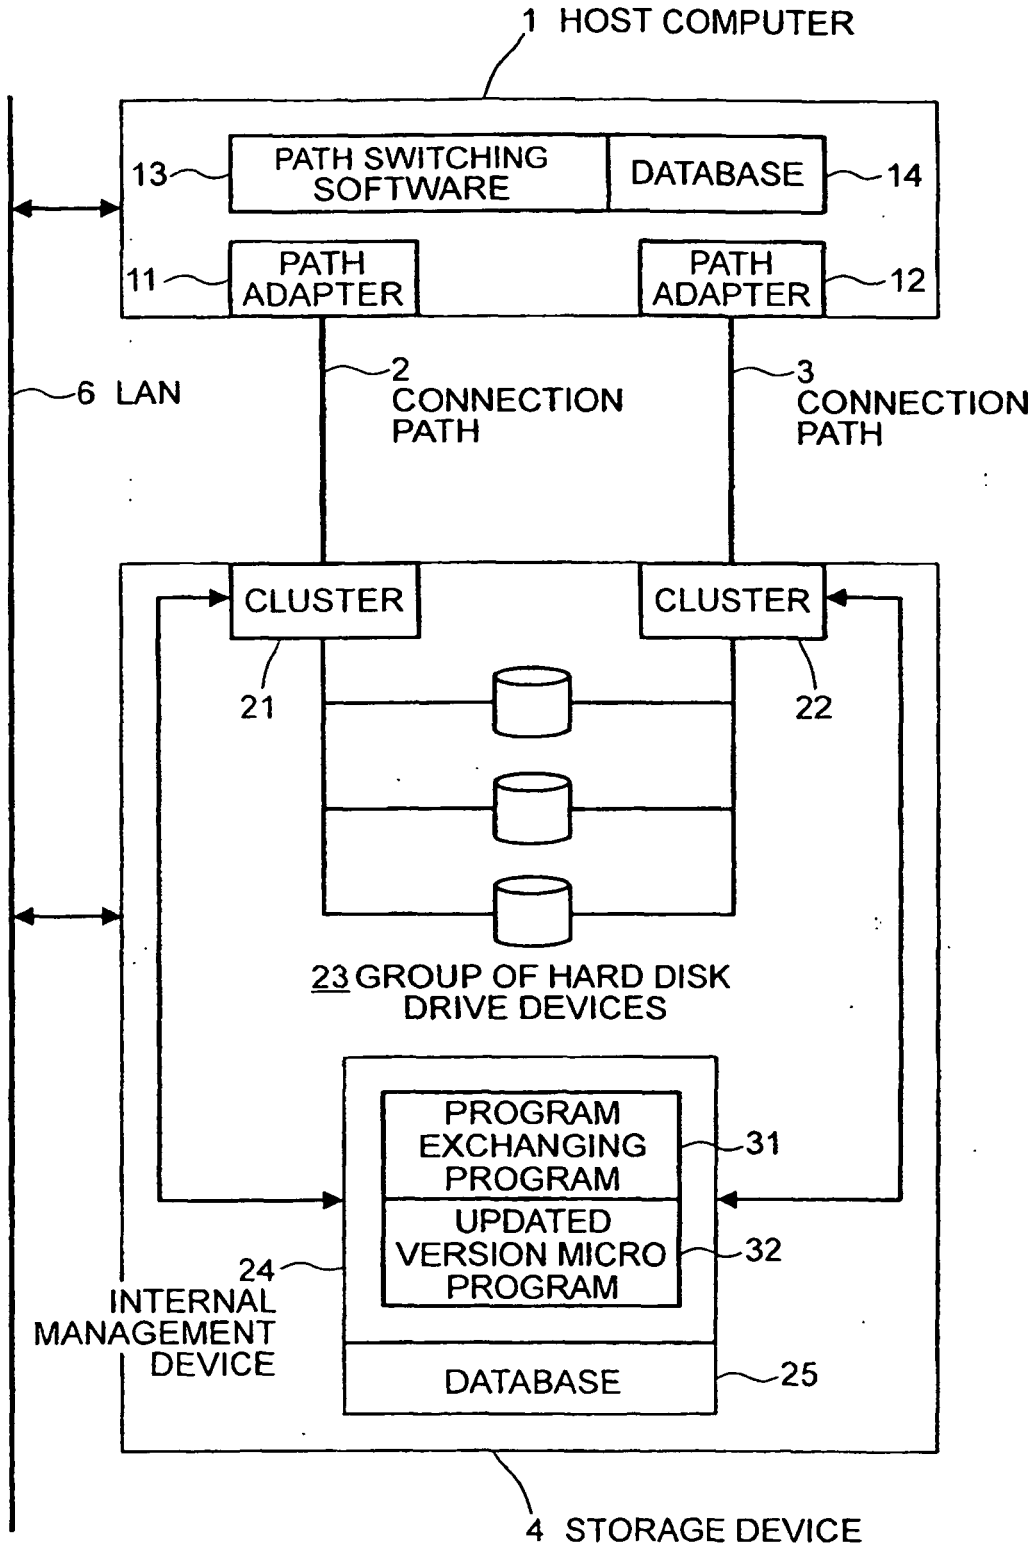 1 HOST COMPUTER
13
PATH SWITCHING
SOFTWARE
DATABASE
14
11
PATH
ADAPTER
PATH
ADAPTER
12
6 LAN
2
CONNECTION
PATH
3
CONNECTION
PATH
CLUSTER
CLUSTER
21
22
23 GROUP OF HARD DISK
DRIVE DEVICES
PROGRAM
EXCHANGING
PROGRAM
31
UPDATED
VERSION MICRO
PROGRAM
32
24
INTERNAL
MANAGEMENT
DEVICE
DATABASE
25
4 STORAGE DEVICE